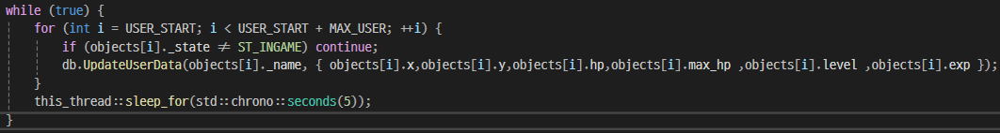 while (true) {
    for (int i = USER_START; i < USER_START + MAX_USER; ++i) {
        if (objects[i]._state != ST_INGAME) continue;
        db.UpdateUserData(objects[i]._name, { objects[i].x,objects[i].y,objects[i].hp,objects[i].max_hp ,objects[i].level ,objects[i].exp });
    }
    this_thread::sleep_for(std::chrono::seconds(5));
}